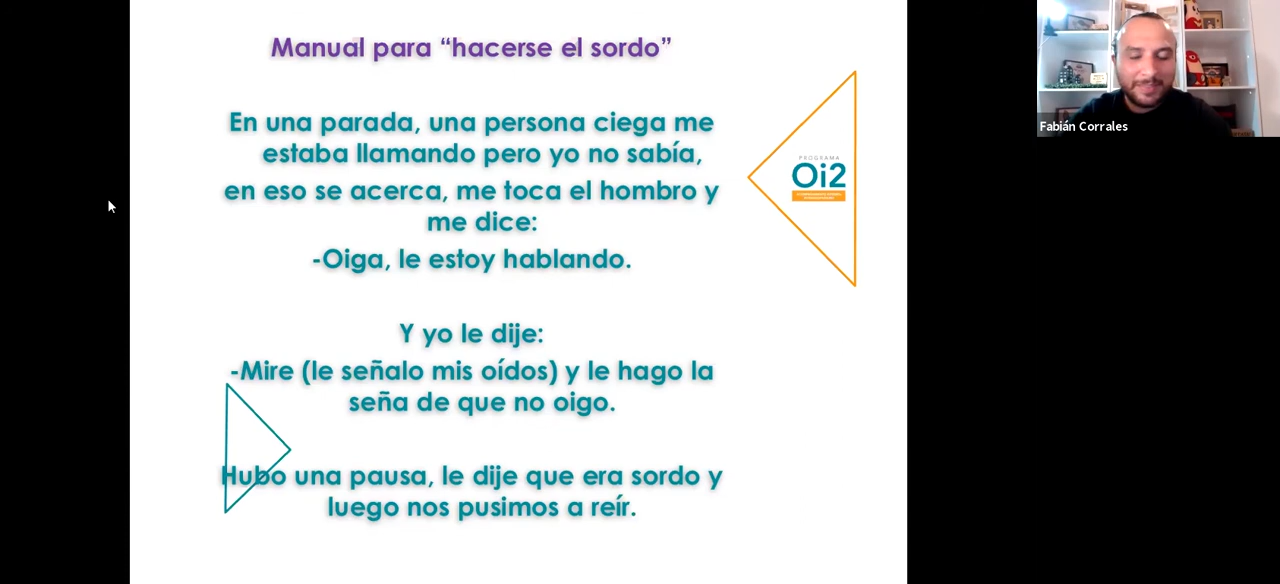 Manual para “hacerse el sordo”
En una parada, una persona ciega me
estaba llamando pero yo no sabía,
en eso se acerca, me toca el hombro y
me dice:
-Oiga, le estoy hablando.
Y yo le dije:
-Mire (le señalo mis oídos) y le hago la
seña de que no oigo.
Hubo una pausa, le dije que era sordo y
luego nos pusimos a reír.
PROGRAMA
Oi2
Fabián Corrales